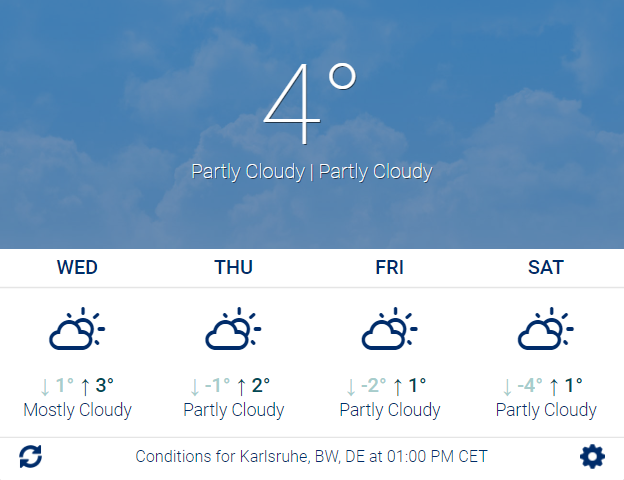 4°
Partly Cloudy | Partly Cloudy
WED THU FRI SAT
↓ 1° ↑ 3° ↓ -1° ↑ 2° ↓ -2° ↑ 1° ↓ -4° ↑ 1°
Mostly Cloudy Partly Cloudy Partly Cloudy Partly Cloudy
Conditions for Karlsruhe, BW, DE at 01:00 PM CET